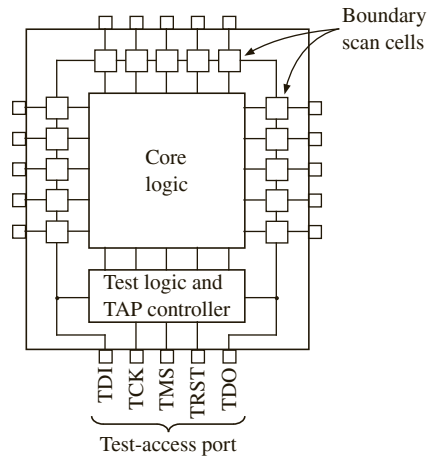 Boundary
scan cells
Core
logic
Test logic and
TAP controller
TDI
TCK
TMS
TRST
TDO
Test-access port